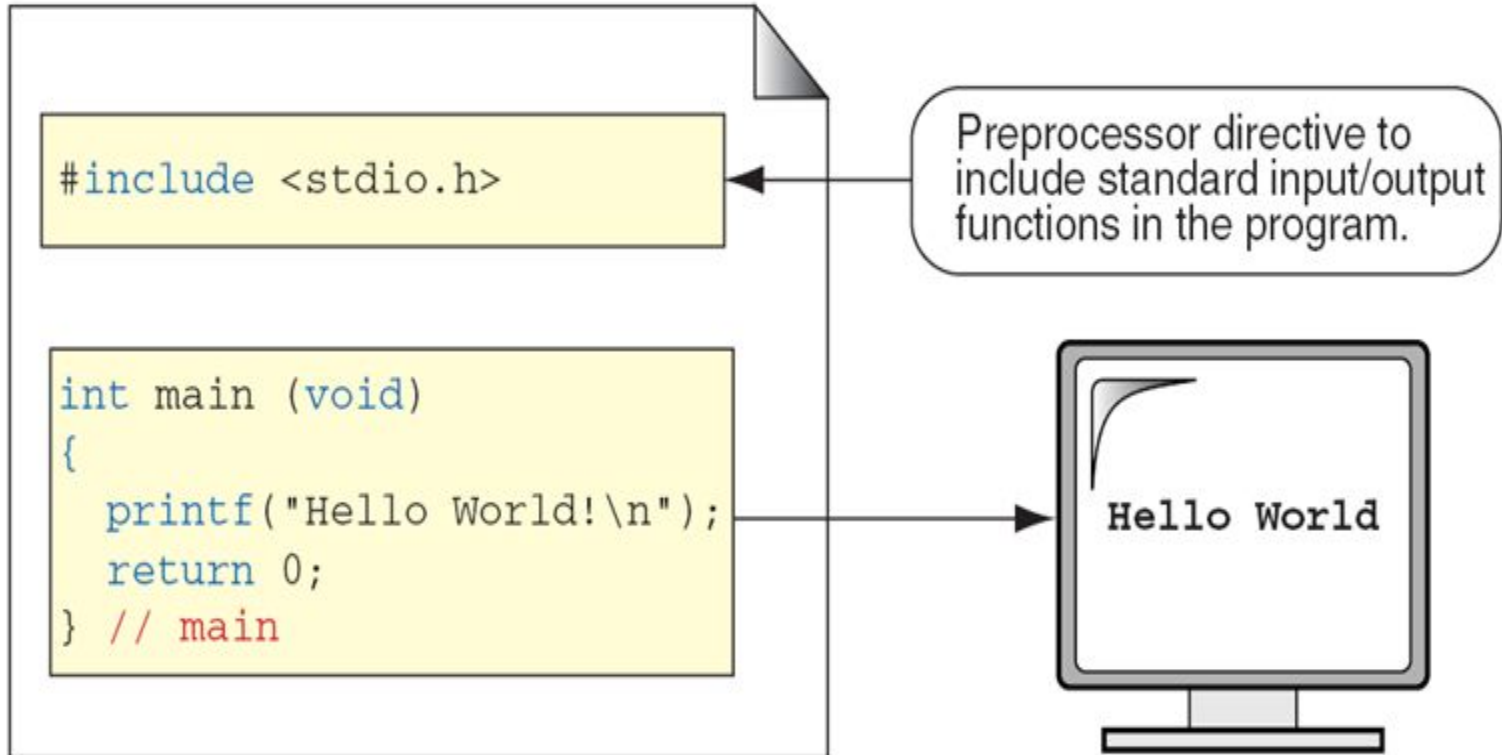 #include <stdio.h>
Preprocessor directive to
include standard input/output
functions in the program.
int main (void)
{
printf("Hello World!\n");
return 0;
} // main
Hello World